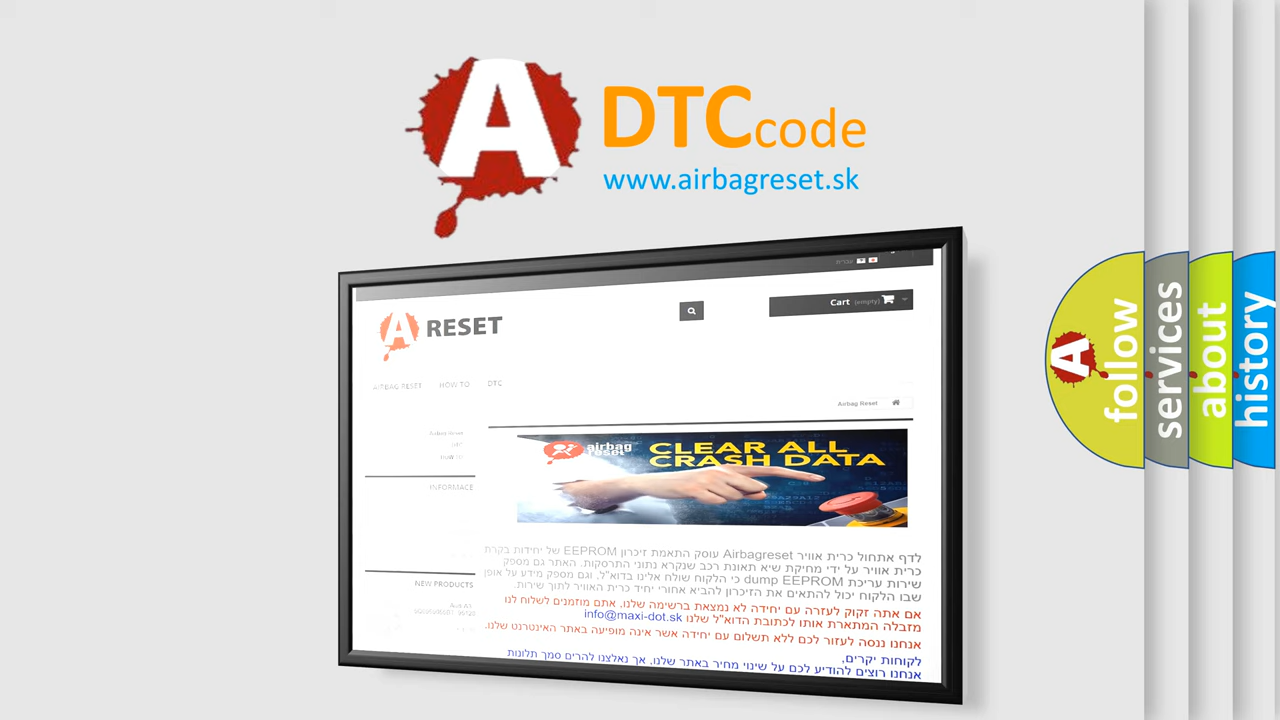 A
DTCcode
www.airbagreset.sk
עברית
Cart (empty)
A RESET
AIRBAG RESET HOW TO DTC
Airbag Reset
Airbag Reset
HOW TO
INFORMACE
NEW PRODUCTS
airbag
reset
CLEAR ALL
CRASH DATA
לדף אתחול כרית אוויר Airbagreset עוסק התאמת זיכרון EEPROM של יחידות בקרת
כרית אוויר על ידי מחיקת שיא תאונת רכב שנקרא נתוני התרסקות. האתר גם מספק
שירות עריכת dump EEPROM כי הלקוח שולח אלינו בדוא"ל, וגם מספק מידע על אופן
שבו הלקוח יכול להתאים את הזיכרון להביא אחורי יחיד כרית האוויר לתוך שירות.
אם אתה זקוק לעזרה עם יחידה לא נמצאת ברשימה שלנו, אתם מוזמנים לשלוח לנו
מזבלה המתארת אותו לכתובת הדוא"ל שלנו info@maxi-dot.sk
אנחנו ננסה לעזור לכם ללא תשלום עם יחידה אשר אינה מופיעה באתר האינטרנט שלנו.
לקוחות יקרים,
אנחנו רוצים להודיע לכם על שינוי מחיר באתר שלנו, אך נאלצנו להרים סמך תלונות
A
follow
services
about
history